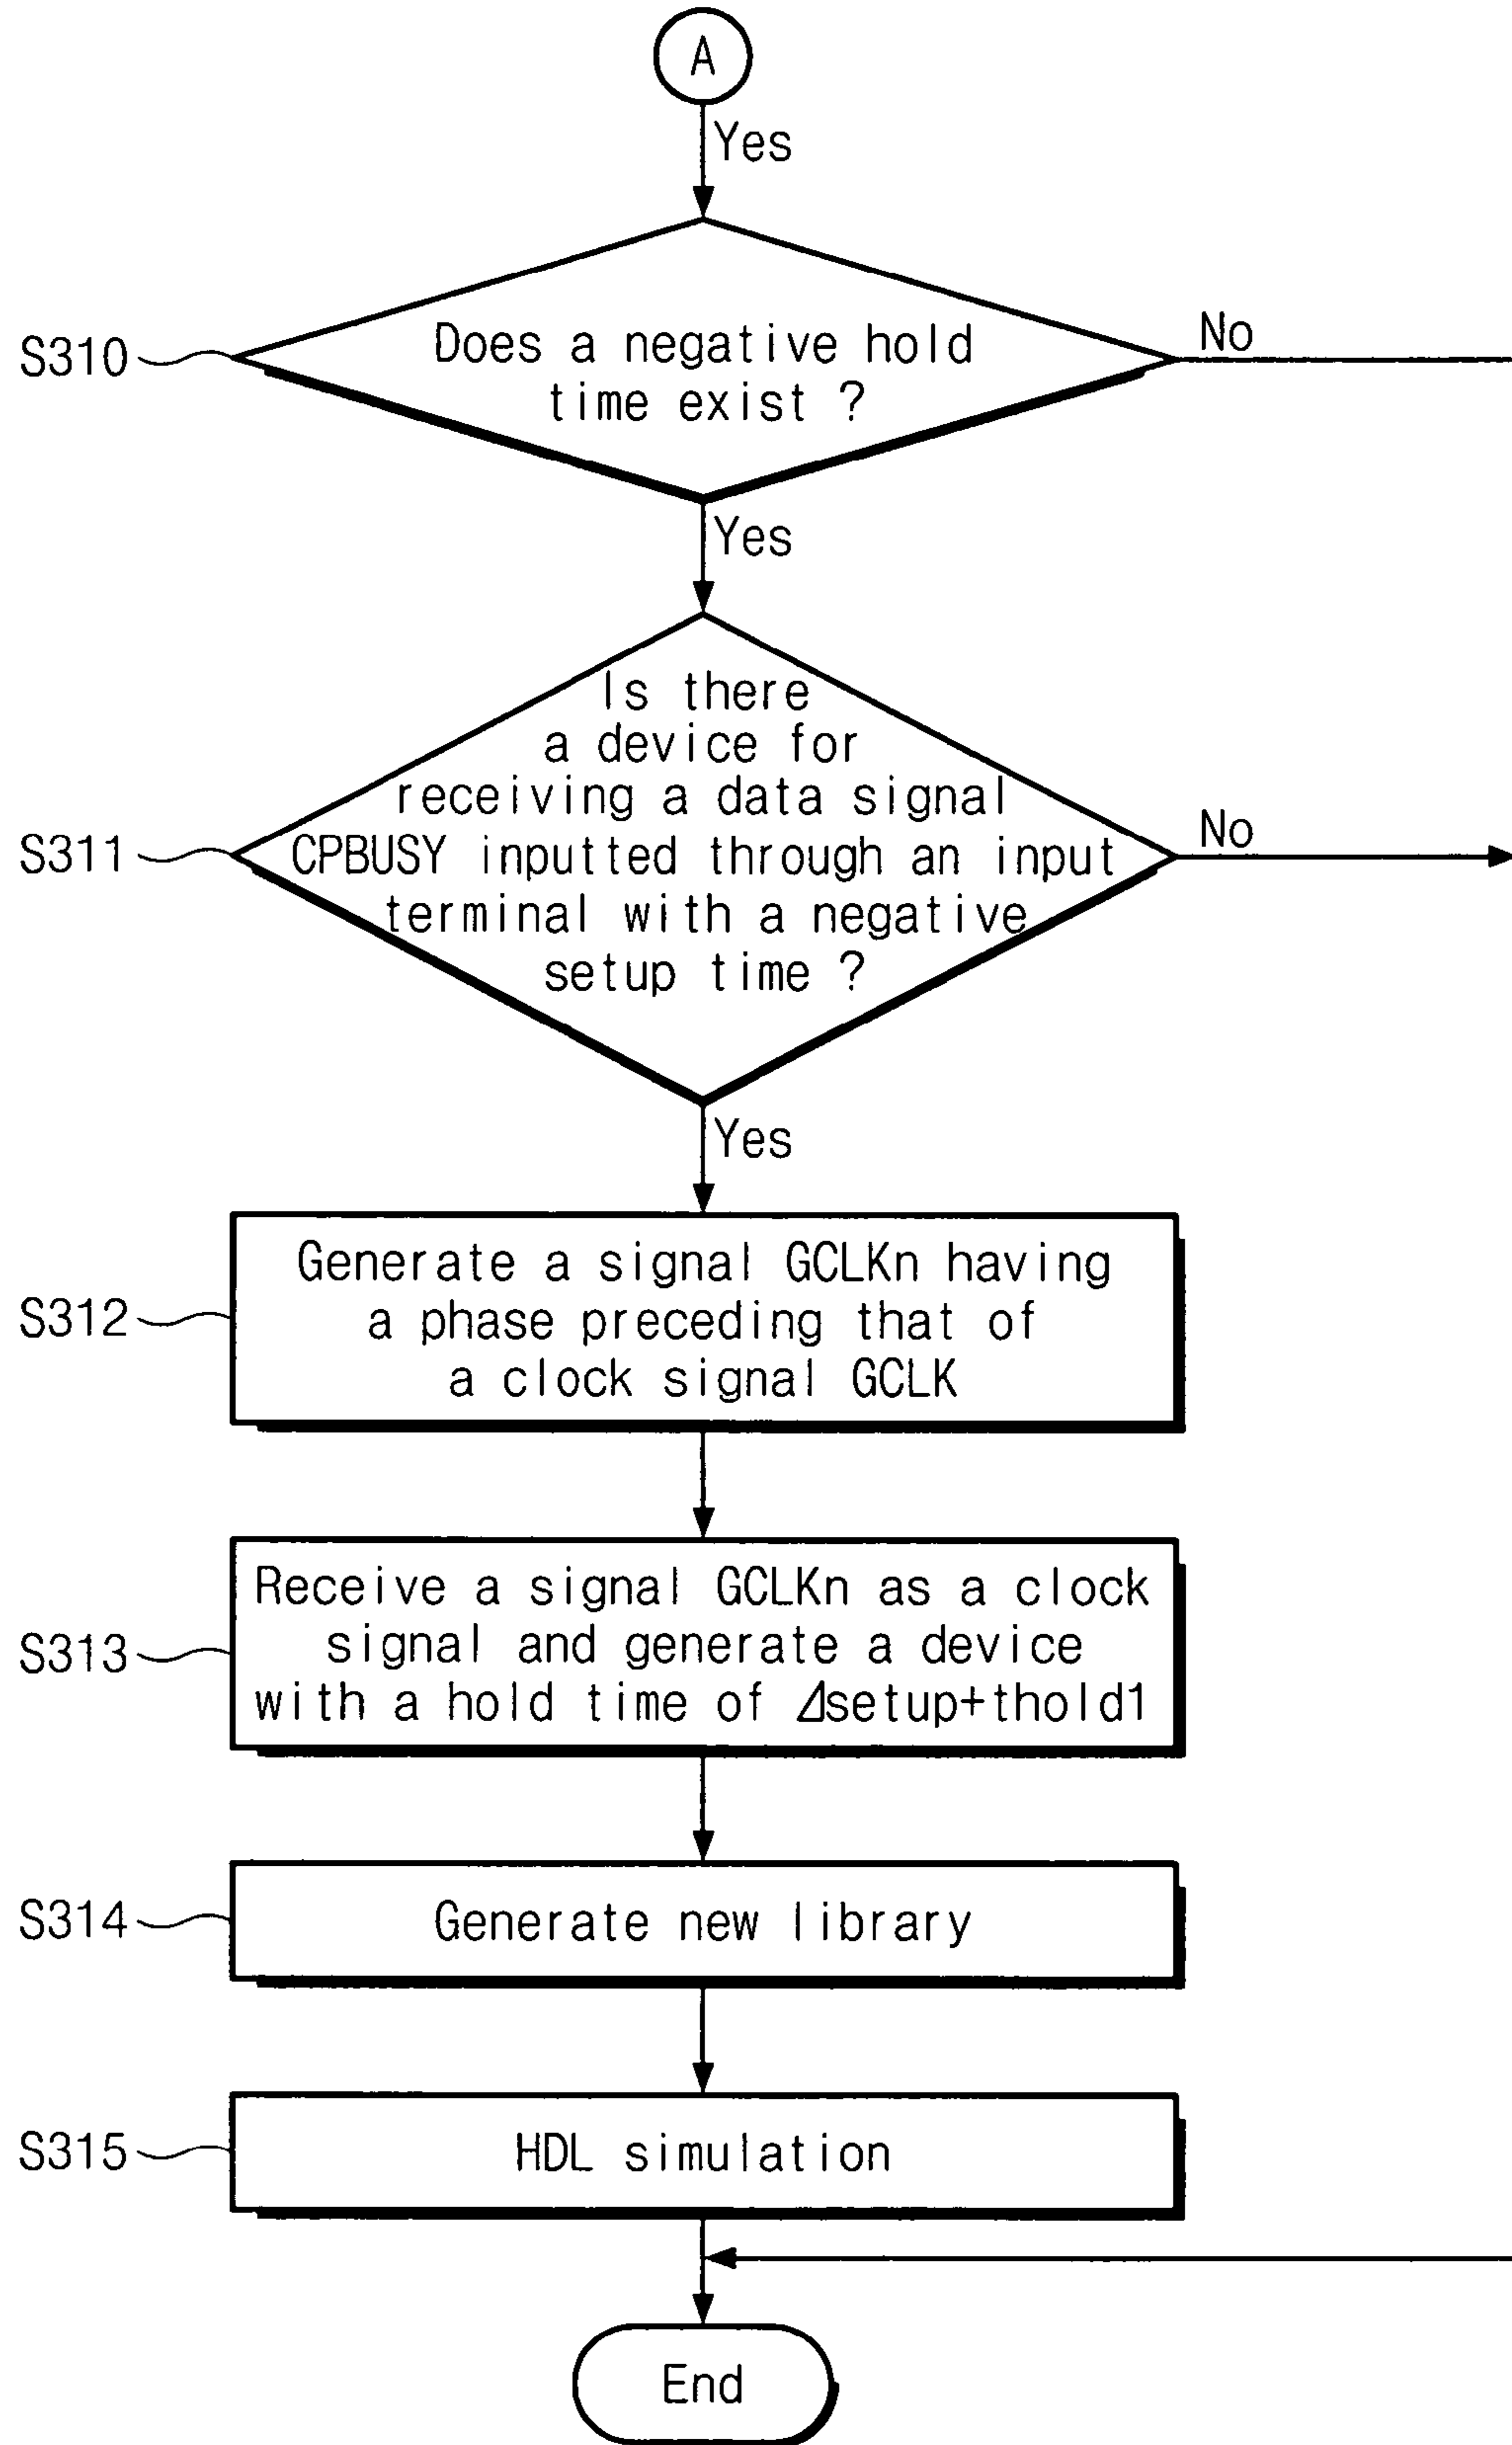 A
Yes
S310
Does a negative hold
time exist ?
No
Yes
S311
Is there
a device for
receiving a data signal
CPBUSY inputted through an input
terminal with a negative
setup time ?
No
Yes
S312
Generate a signal GCLKn having
a phase preceding that of
a clock signal GCLK
S313
Receive a signal GCLKn as a clock
signal and generate a device
with a hold time of ⊿setup+thold1
S314
Generate new library
S315
HDL simulation
End